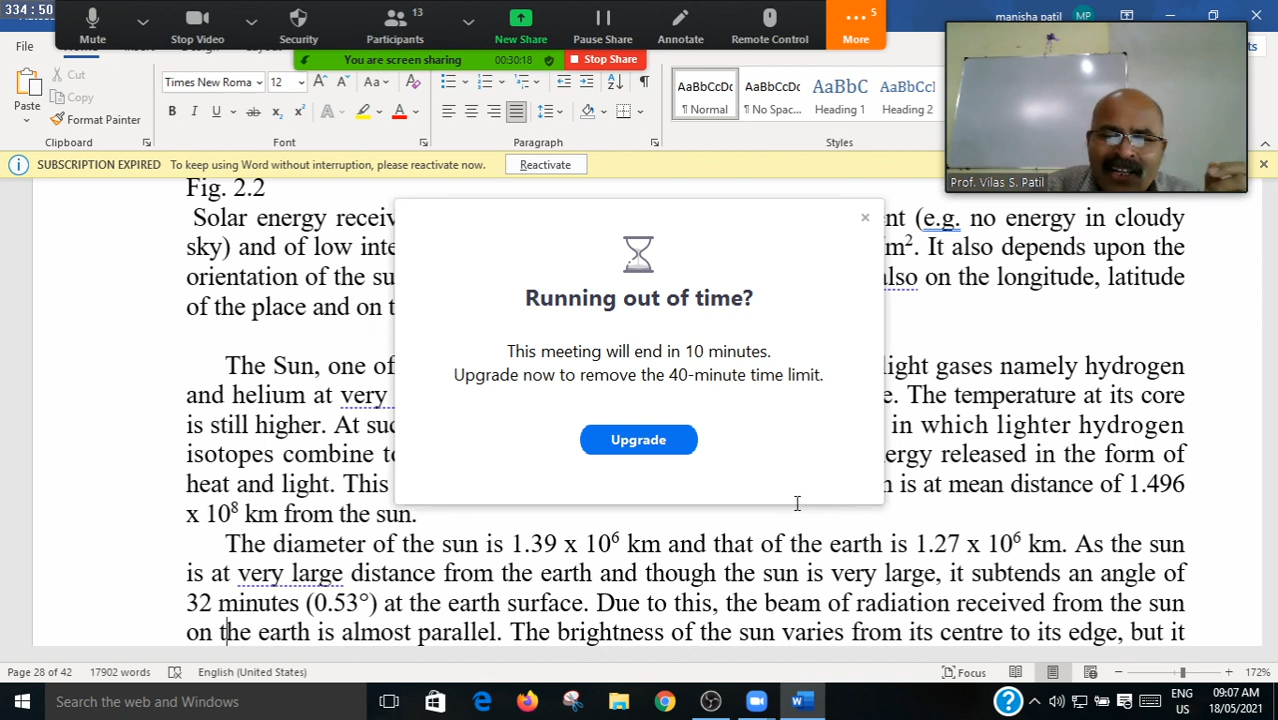 334:50
Mute
Stop Video
Security
Participants
13
New Share
Pause Share
Annotate
Remote Control
More
5
manisha patil
MP
You are screen sharing
00:30:18
Stop Share
File
Home
Paste
Cut
Copy
Format Painter
Clipboard
Times New Roma
12
Aa
B I U ab x₂ x²
A
A
Font
Paragraph
AaBbCcDc
¶ Normal
AaBbCcDc
¶ No Spac...
AaBbC
Heading 1
AaBbCcC
Heading 2
Styles
SUBSCRIPTION EXPIRED To keep using Word without interruption, please reactivate now.
Reactivate
Prof. Vilas S. Patil
Fig. 2.2
Solar energy receiv
nt (e.g. no energy in cloudy
sky) and of low inte
m². It also depends upon the
orientation of the su
also on the longitude, latitude
of the place and on t
The Sun, one of
light gases namely hydrogen
and helium at very
e. The temperature at its core
is still higher. At suc
in which lighter hydrogen
isotopes combine to
ergy released in the form of
heat and light. This
n is at mean distance of 1.496
x 10⁸ km from the sun.
The diameter of the sun is 1.39 x 10⁶ km and that of the earth is 1.27 x 10⁶ km. As the sun
is at very large distance from the earth and though the sun is very large, it subtends an angle of
32 minutes (0.53°) at the earth surface. Due to this, the beam of radiation received from the sun
on the earth is almost parallel. The brightness of the sun varies from its centre to its edge, but it
Running out of time?
This meeting will end in 10 minutes.
Upgrade now to remove the 40-minute time limit.
Upgrade
Page 28 of 42
17902 words
English (United States)
Focus
172%
Search the web and Windows
ENG
US
09:07 AM
18/05/2021